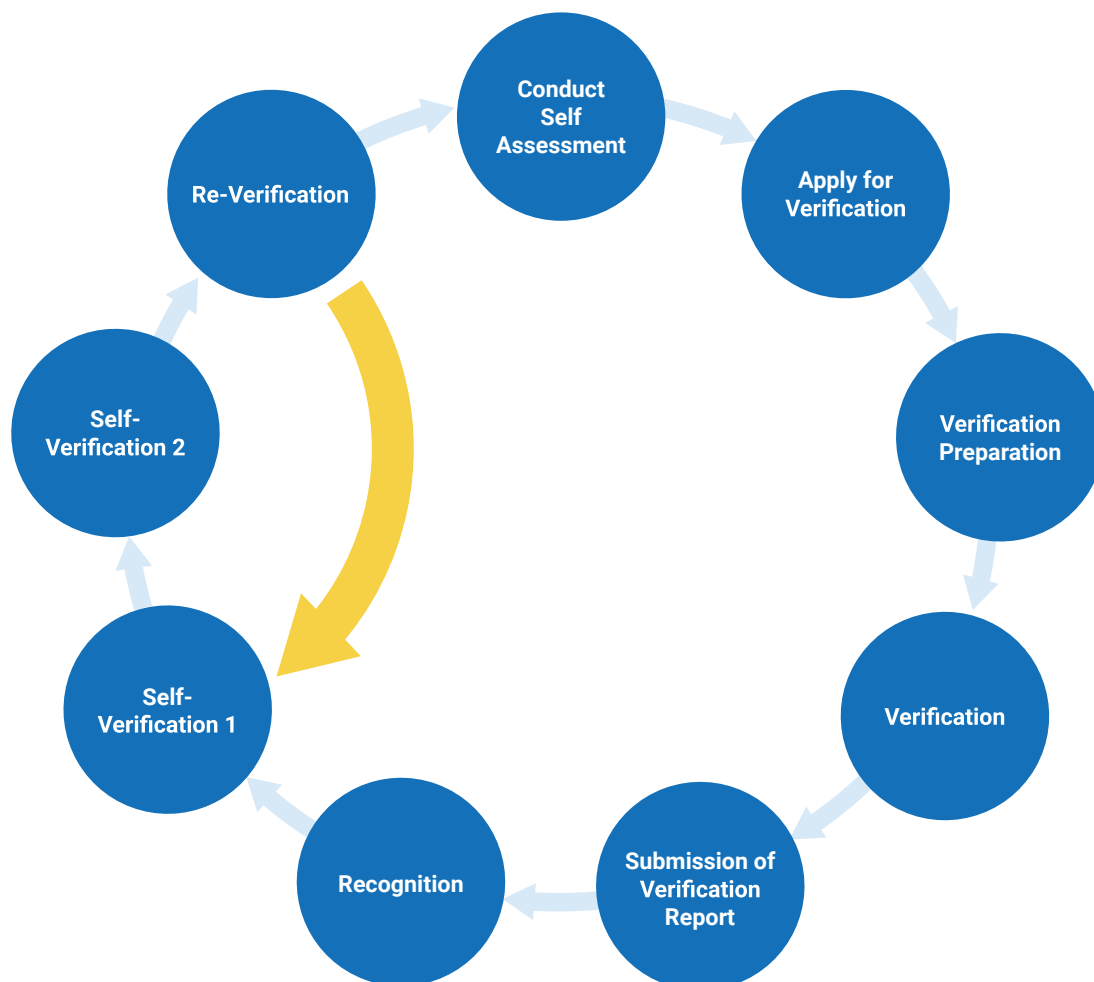 Conduct
Self
Assessment
Apply for
Verification
Verification
Preparation
Verification
Submission of
Verification
Report
Recognition
Self-
Verification 1
Self-
Verification 2
Re-Verification